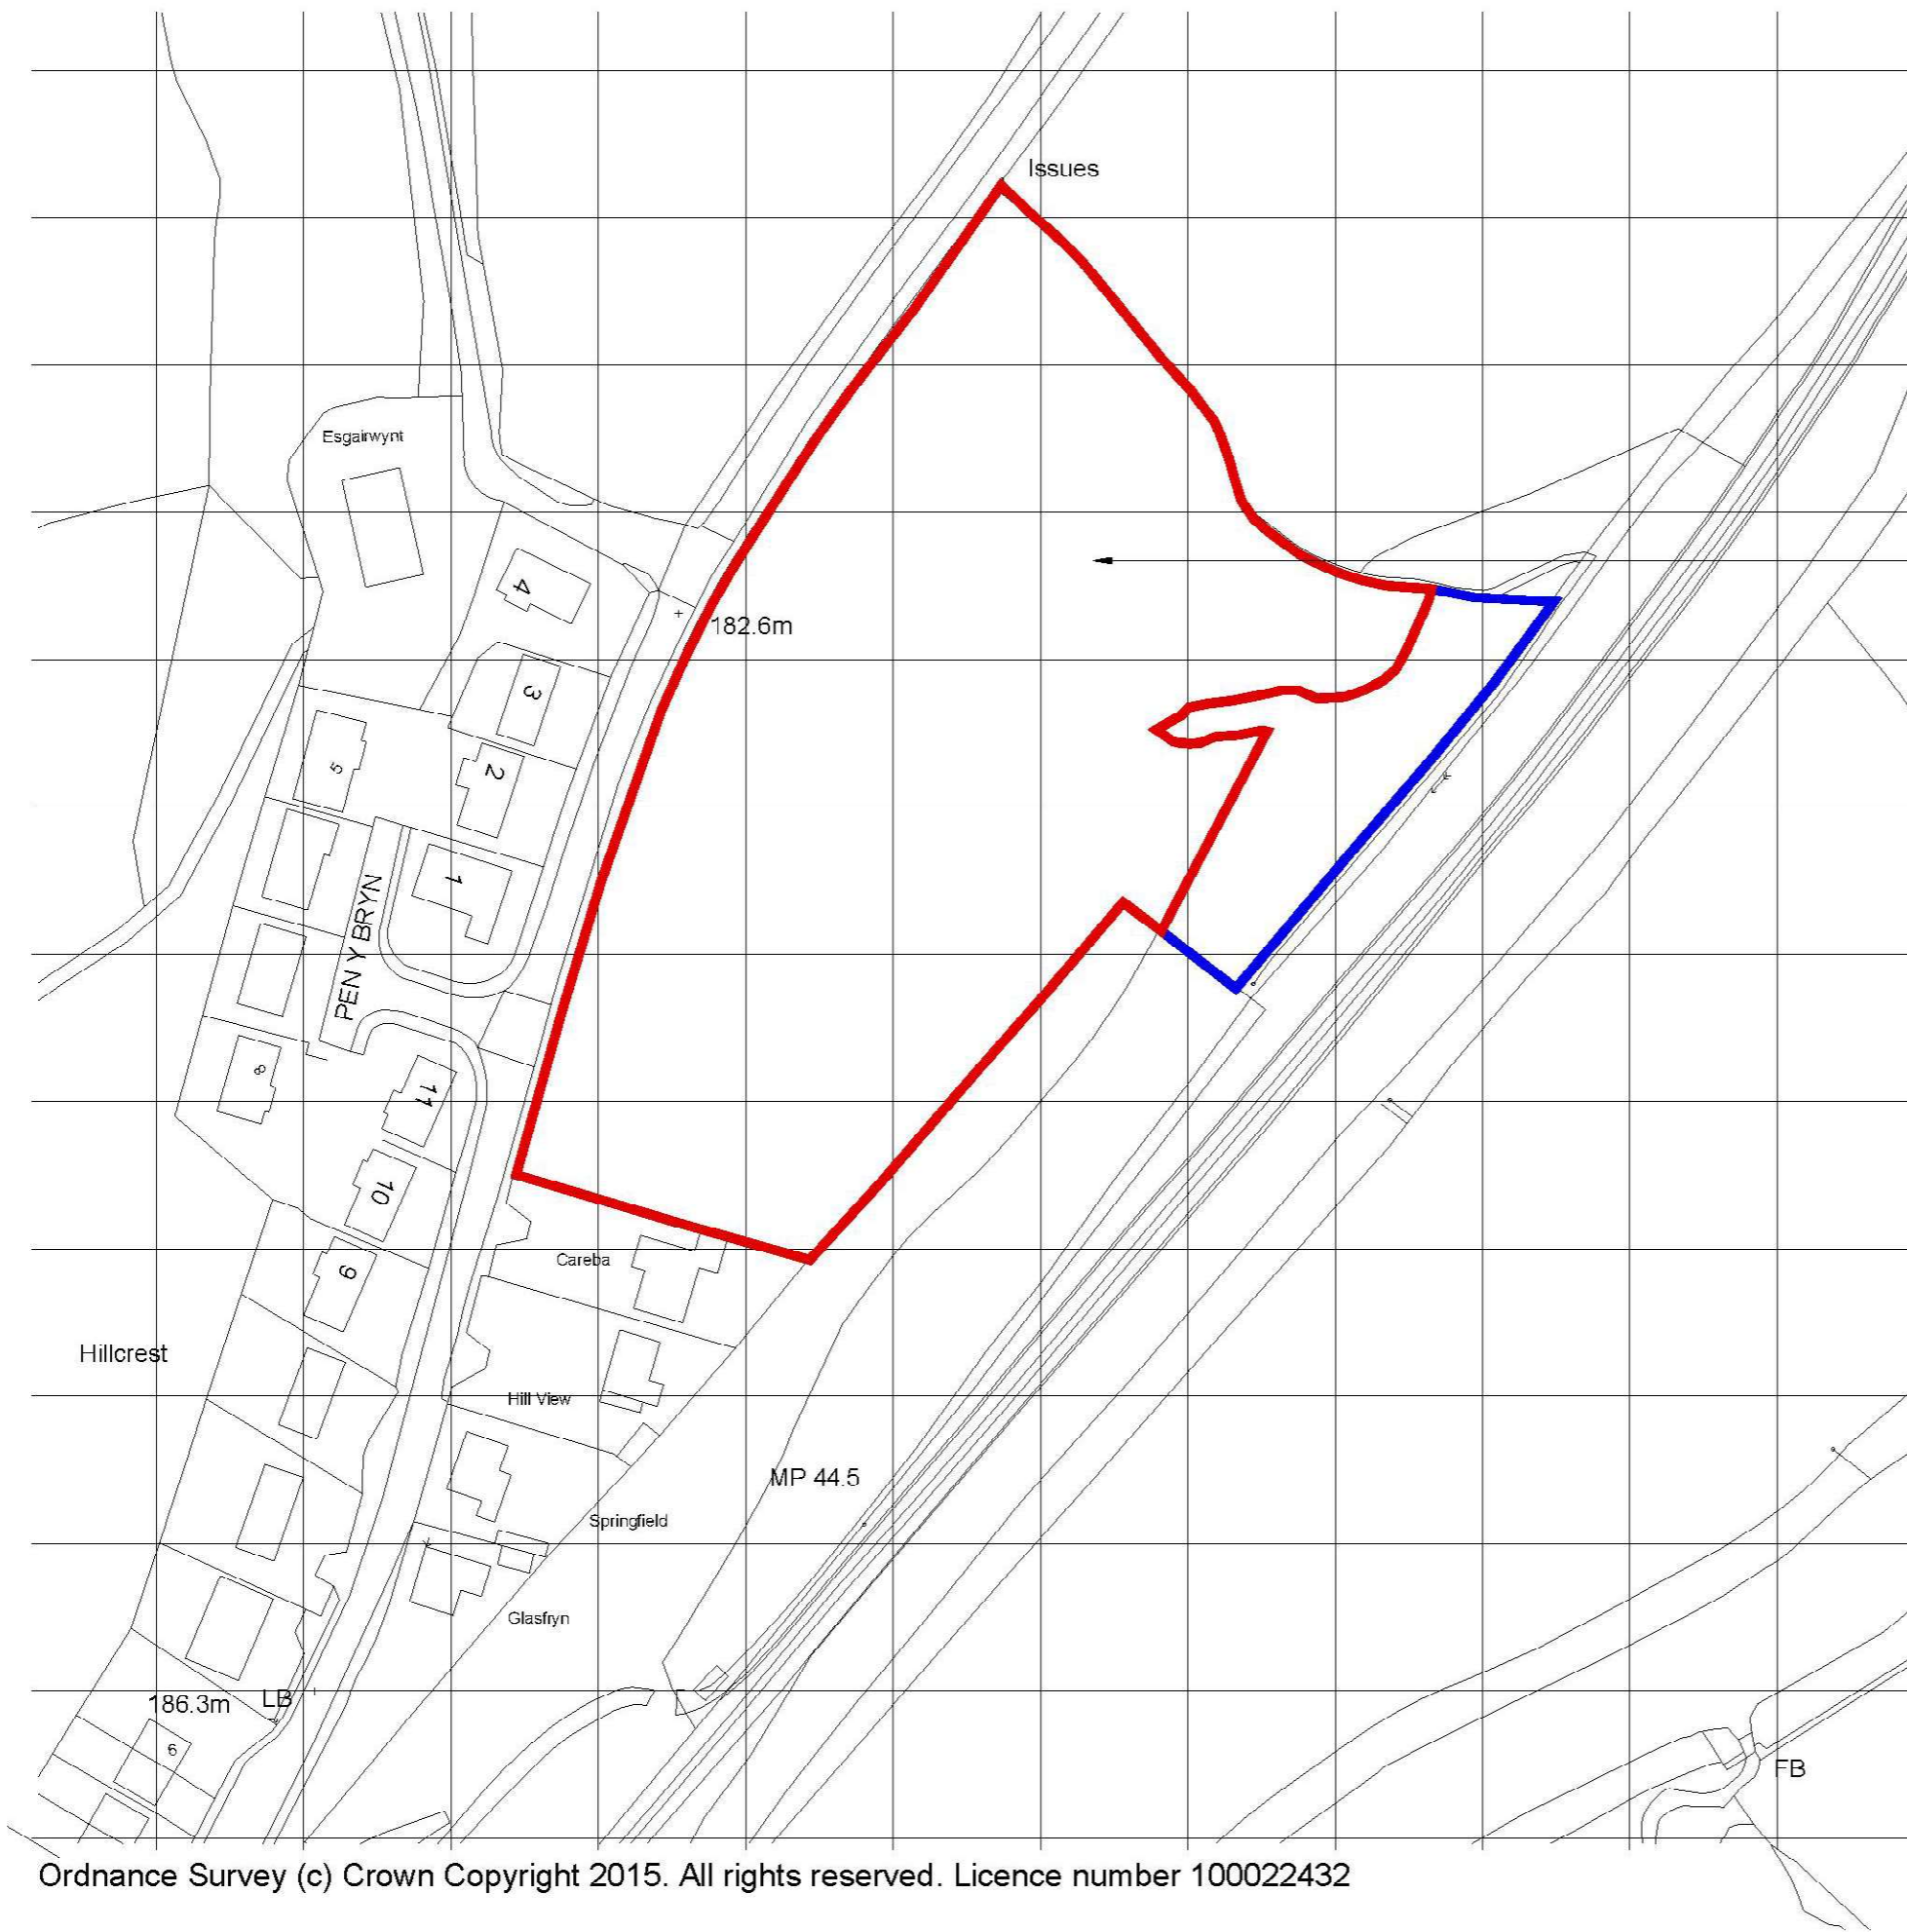 Issues
Esgairwynt
4
182.6m
3
5
2
1
PEN Y BRYN
8
11
10
9
Careba
Hillcrest
Hill View
MP 44.5
Springfield
Glasfryn
186.3m
LB
6
FB
Ordnance Survey (c) Crown Copyright 2015. All rights reserved. Licence number 100022432